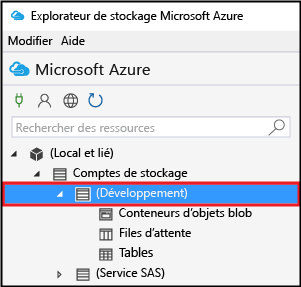 Explorateur de stockage Microsoft Azure
Modifier Aide
Microsoft Azure
Rechercher des ressources
(Local et lié)
Comptes de stockage
(Développement)
Conteneurs d'objets blob
Files d'attente
Tables
(Service SAS)